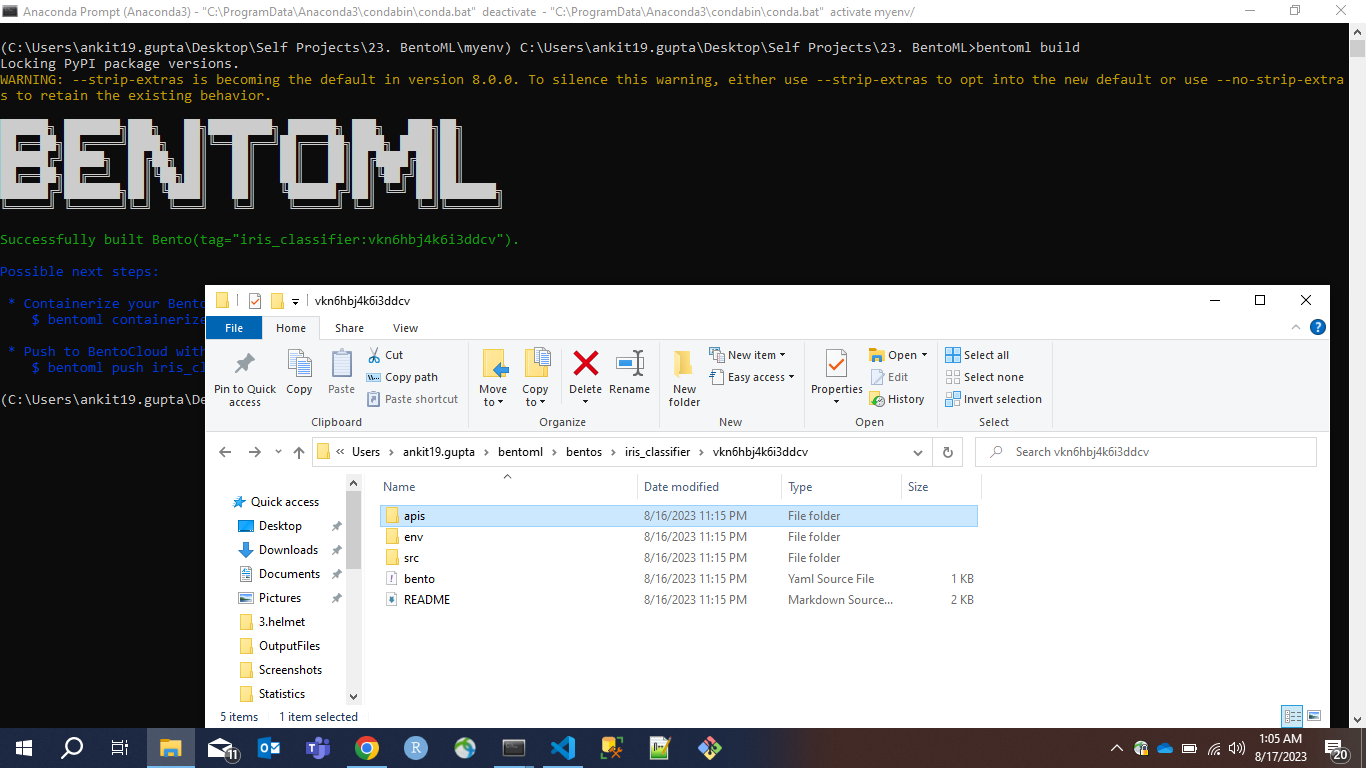 Anaconda Prompt (Anaconda3) - "C:\ProgramData\Anaconda3\condabin\conda.bat"  deactivate  - "C:\ProgramData\Anaconda3\condabin\conda.bat"  activate myenv/
(C:\Users\ankit19.gupta\Desktop\Self Projects\23. BentoML\myenv) C:\Users\ankit19.gupta\Desktop\Self Projects\23. BentoML>bentoml build
Locking PyPI package versions.
WARNING: --strip-extras is becoming the default in version 8.0.0. To silence this warning, either use --strip-extras to opt into the new default or use --no-strip-extra
s to retain the existing behavior.
BENTOML
Successfully built Bento(tag="iris_classifier:vkn6hbj4k6i3ddcv").
Possible next steps:
* Containerize your Bento
$ bentoml containerize
* Push to BentoCloud with
$ bentoml push iris_cl
(C:\Users\ankit19.gupta\De
vkn6hbj4k6i3ddcv
File Home Share View
Pin to Quick access
Copy
Paste
Cut
Copy path
Paste shortcut
Clipboard
Move to
Copy to
Delete
Rename
Organize
New folder
New item
Easy access
New
Properties
Open
Edit
History
Open
Select all
Select none
Invert selection
Select
« Users > ankit19.gupta > bentoml > bentos > iris_classifier > vkn6hbj4k6i3ddcv
Search vkn6hbj4k6i3ddcv
Quick access
Desktop
Downloads
Documents
Pictures
3.helmet
OutputFiles
Screenshots
Statistics
Name Date modified Type Size
apis 8/16/2023 11:15 PM File folder
env 8/16/2023 11:15 PM File folder
src 8/16/2023 11:15 PM File folder
bento 8/16/2023 11:15 PM Yaml Source File 1 KB
README 8/16/2023 11:15 PM Markdown Source... 2 KB
5 items 1 item selected
11
R
1:05 AM
8/17/2023
20